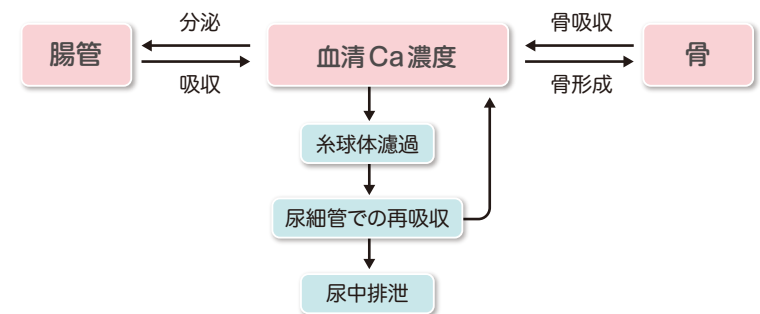 分泌
骨吸収
腸管
血清Ca濃度
骨
吸収
骨形成
糸球体濾過
尿細管での再吸収
尿中排泄